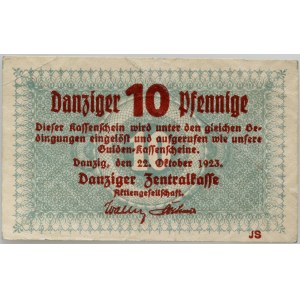 Danziger 10 Pfennige
Dieser Kassenschein wird unter den gleichen Be-
dingungen eingelöst und aufgerufen wie unsere
Gulden-Kassenscheine.
Danzig, den 22. Oktober 1923.
Danziger Zentralkasse
Aktiengesellschaft.
JS